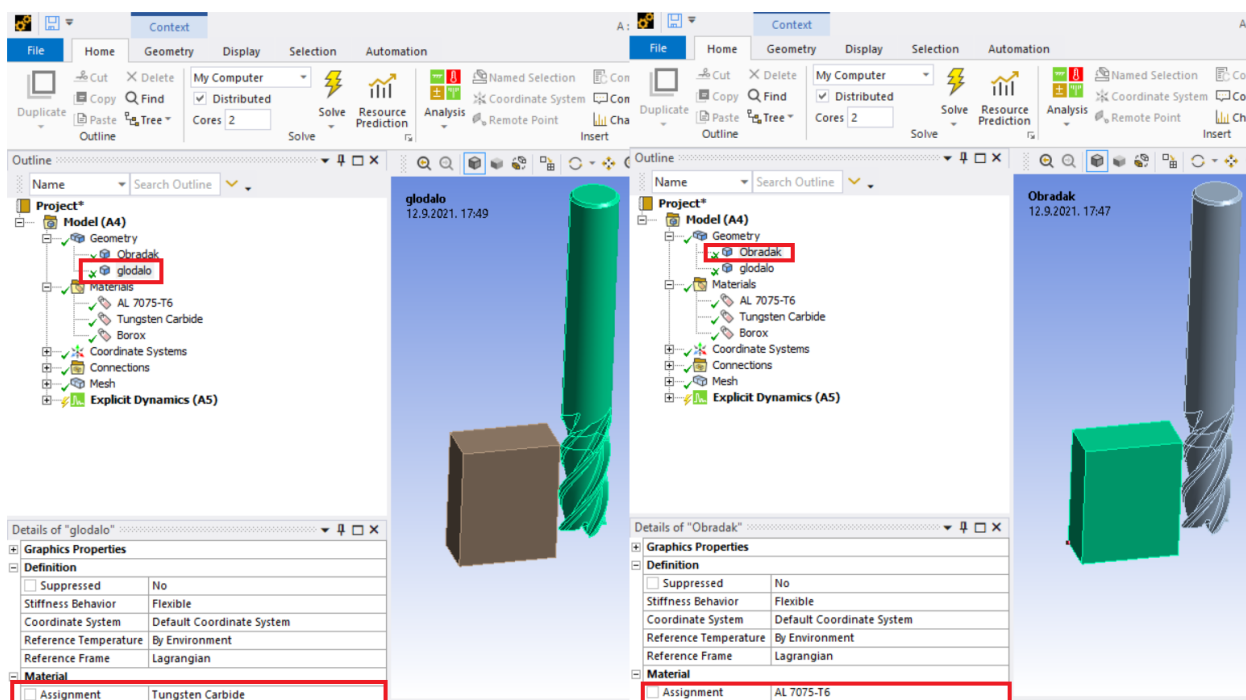 Context
A :
File
Home
Geometry
Display
Selection
Automation
Duplicate
Cut
Copy
Paste
Delete
Find
Tree
Outline
My Computer
Distributed
Cores 2
Solve
Resource
Prediction
Solve
Analysis
Named Selection
Coordinate System
Remote Point
Con
Con
Cha
Insert
Outline
Name
Search Outline
Project*
Model (A4)
Geometry
Obradak
glodalo
Materials
AL 7075-T6
Tungsten Carbide
Borox
Coordinate Systems
Connections
Mesh
Explicit Dynamics (A5)
glodalo
12.9.2021. 17:49
Details of "glodalo"
Graphics Properties
Definition
Suppressed No
Stiffness Behavior Flexible
Coordinate System Default Coordinate System
Reference Temperature By Environment
Reference Frame Lagrangian
Material
Assignment Tungsten Carbide
Context
A
File
Home
Geometry
Display
Selection
Automation
Duplicate
Cut
Copy
Paste
Delete
Find
Tree
Outline
My Computer
Distributed
Cores 2
Solve
Resource
Prediction
Solve
Analysis
Named Selection
Coordinate System
Remote Point
Co
Co
Ch
Insert
Outline
Name
Search Outline
Project*
Model (A4)
Geometry
Obradak
glodalo
Materials
AL 7075-T6
Tungsten Carbide
Borox
Coordinate Systems
Connections
Mesh
Explicit Dynamics (A5)
Obradak
12.9.2021. 17:47
Details of "Obradak"
Graphics Properties
Definition
Suppressed No
Stiffness Behavior Flexible
Coordinate System Default Coordinate System
Reference Temperature By Environment
Reference Frame Lagrangian
Material
Assignment AL 7075-T6